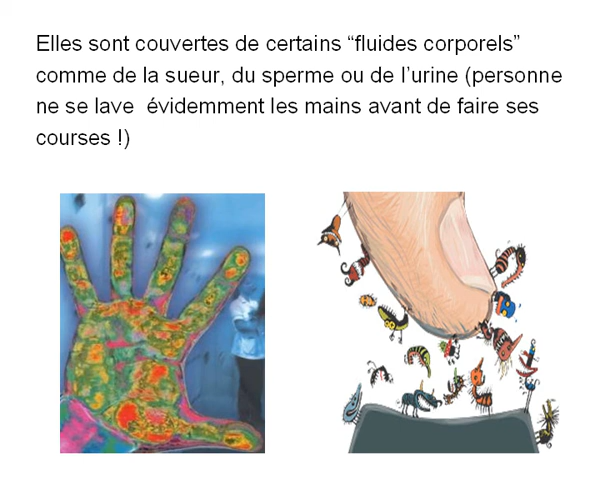 Elles sont couvertes de certains “fluides corporels”
comme de la sueur, du sperme ou de l’urine (personne
ne se lave  évidemment les mains avant de faire ses
courses !)